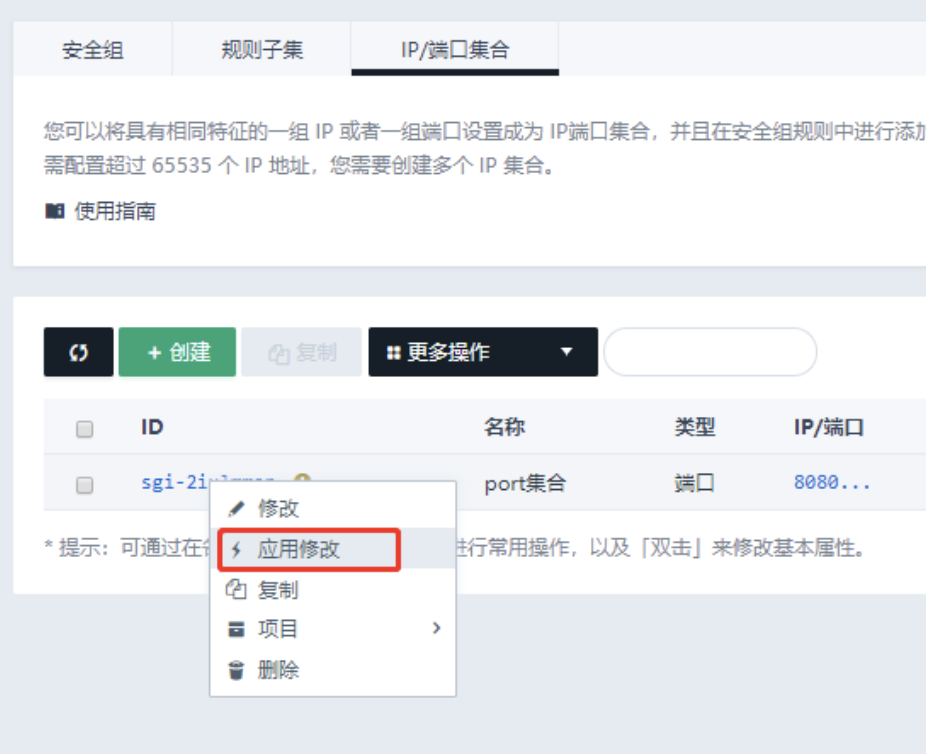 安全组 规则子集 IP/端口集合
您可以将具有相同特征的一组 IP 或者一组端口设置成为 IP端口集合，并且在安全组规则中进行添加
需配置超过 65535 个 IP 地址，您需要创建多个 IP 集合。
使用指南
+ 创建 复制 更多操作
ID 名称 类型 IP/端口
sgi-2i port集合 端口 8080...
修改
* 提示：可通过在 进行常用操作，以及「双击」来修改基本属性。
应用修改
复制
项目
删除